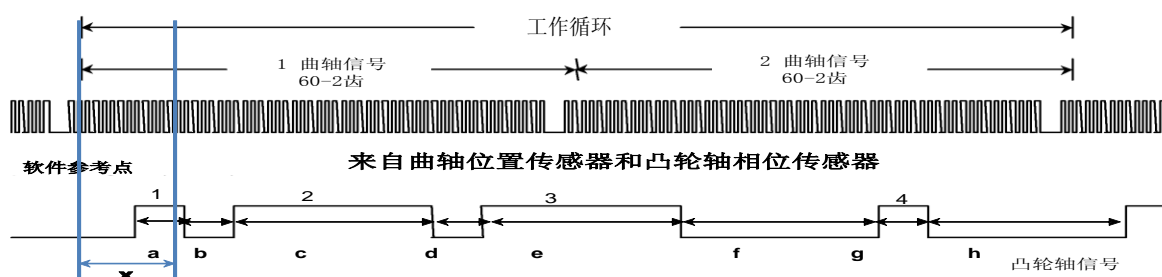 工作循环
1 曲轴信号
60-2齿
2 曲轴信号
60-2齿
软件参考点
来自曲轴位置传感器和凸轮轴相位传感器
1
2
3
4
a
b
c
d
e
f
g
h
x
凸轮轴信号